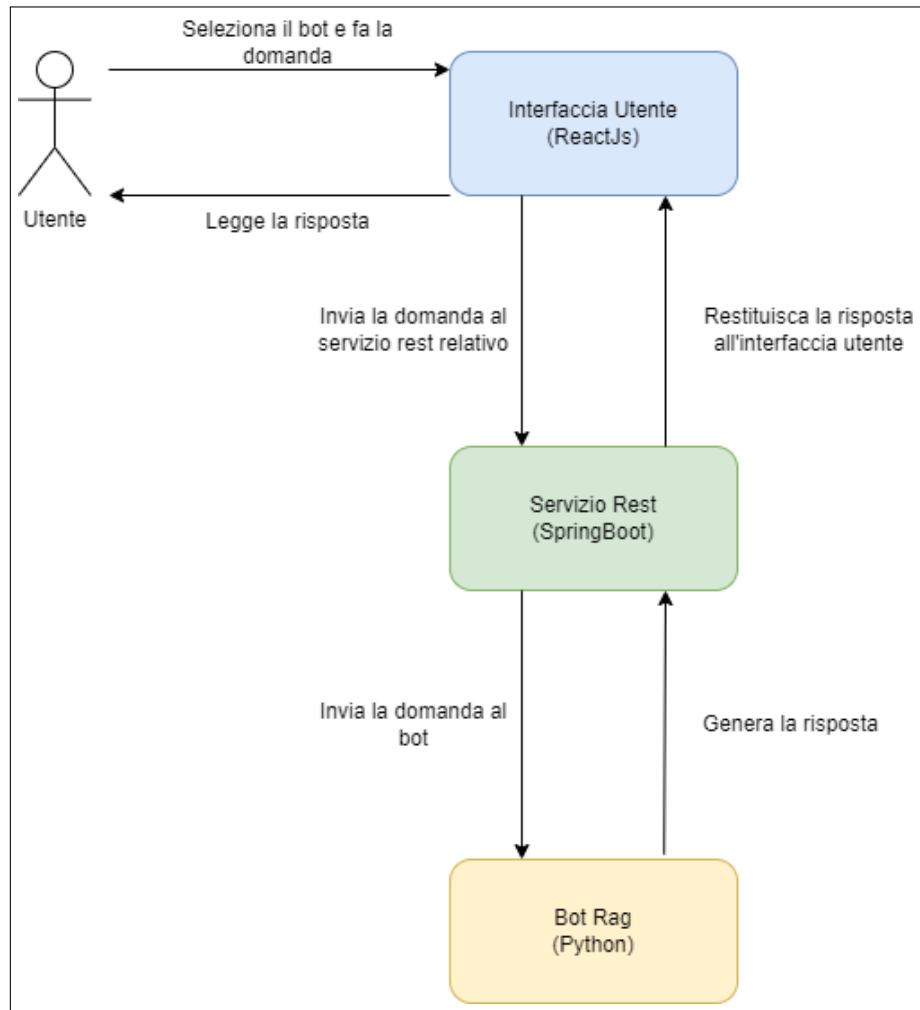 Seleziona il bot e fa la
domanda
Interfaccia Utente
(ReactJs)
Utente
Legge la risposta
Invia la domanda al
servizio rest relativo
Restituisca la risposta
all'interfaccia utente
Servizio Rest
(SpringBoot)
Invia la domanda al
bot
Genera la risposta
Bot Rag
(Python)